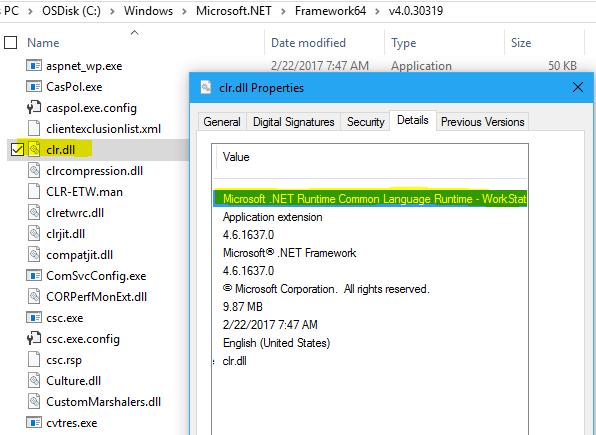 PC > OSDisk (C:) > Windows > Microsoft.NET > Framework64 > v4.0.30319
Name Date modified Type Size
aspnet_wp.exe 2/22/2017 7:47 AM Application 50 KB
CasPol.exe
caspol.exe.config
clientexclusionlist.xml
clr.dll
clrcompression.dll
CLR-ETW.man
clretwrc.dll
clrjit.dll
compatjit.dll
ComSvcConfig.exe
CORPerfMonExt.dll
csc.exe
csc.exe.config
csc.rsp
Culture.dll
CustomMarshalers.dll
cvtres.exe
clr.dll Properties
General Digital Signatures Security Details Previous Versions
Value
Microsoft .NET Runtime Common Language Runtime - WorkStat
Application extension
4.6.1637.0
Microsoft® .NET Framework
4.6.1637.0
© Microsoft Corporation. All rights reserved.
9.87 MB
2/22/2017 7:47 AM
English (United States)
clr.dll